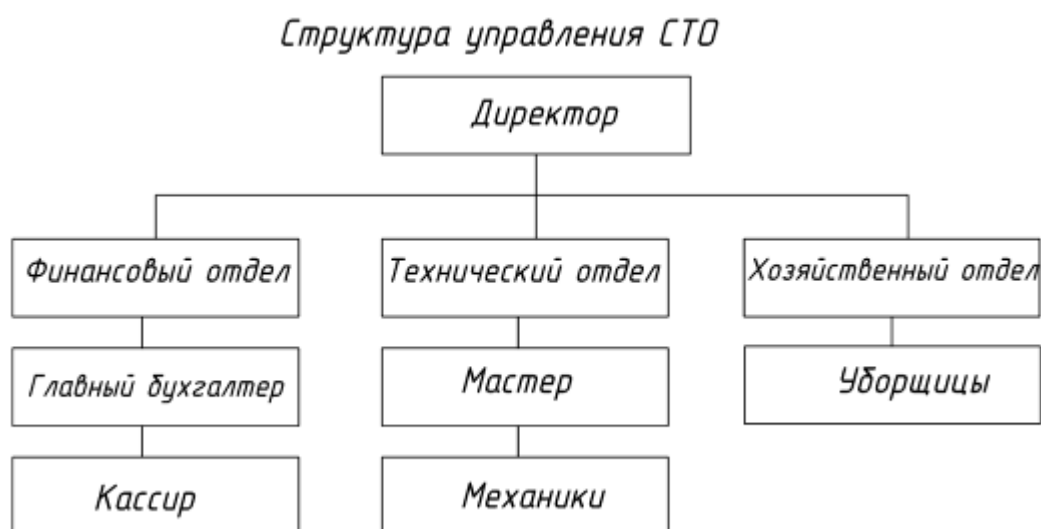 Структура управления СТО
Директор
Финансовый отдел
Технический отдел
Хозяйственный отдел
Главный бухгалтер
Мастер
Уборщицы
Кассир
Механики